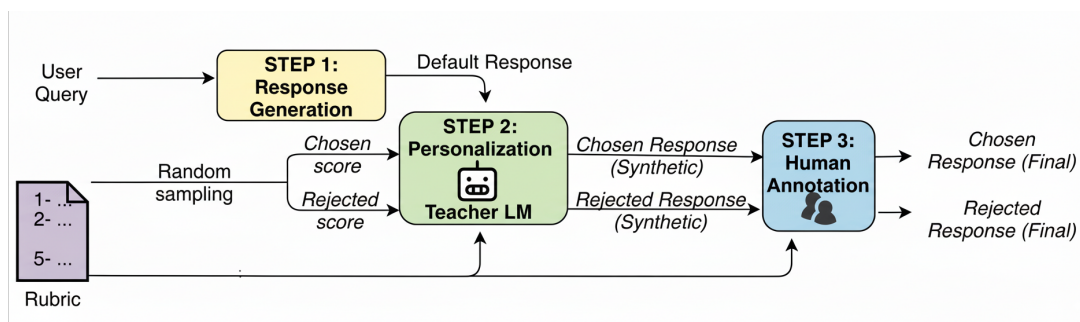 User
Query
STEP 1:
Response
Generation
Default Response
STEP 2:
Personalization
Teacher LM
Random
sampling
Chosen
score
Rejected
score
Chosen Response
(Synthetic)
Rejected Response
(Synthetic)
STEP 3:
Human
Annotation
Chosen
Response (Final)
Rejected
Response (Final)
1- ...
2- ...
5- ...
Rubric